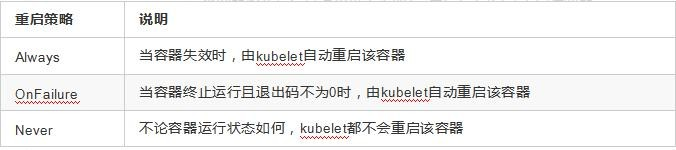 重启策略 说明
Always 当容器失效时，由kubelet自动重启该容器
OnFailure 当容器终止运行且退出码不为0时，由kubelet自动重启该容器
Never 不论容器运行状态如何，kubelet都不会重启该容器